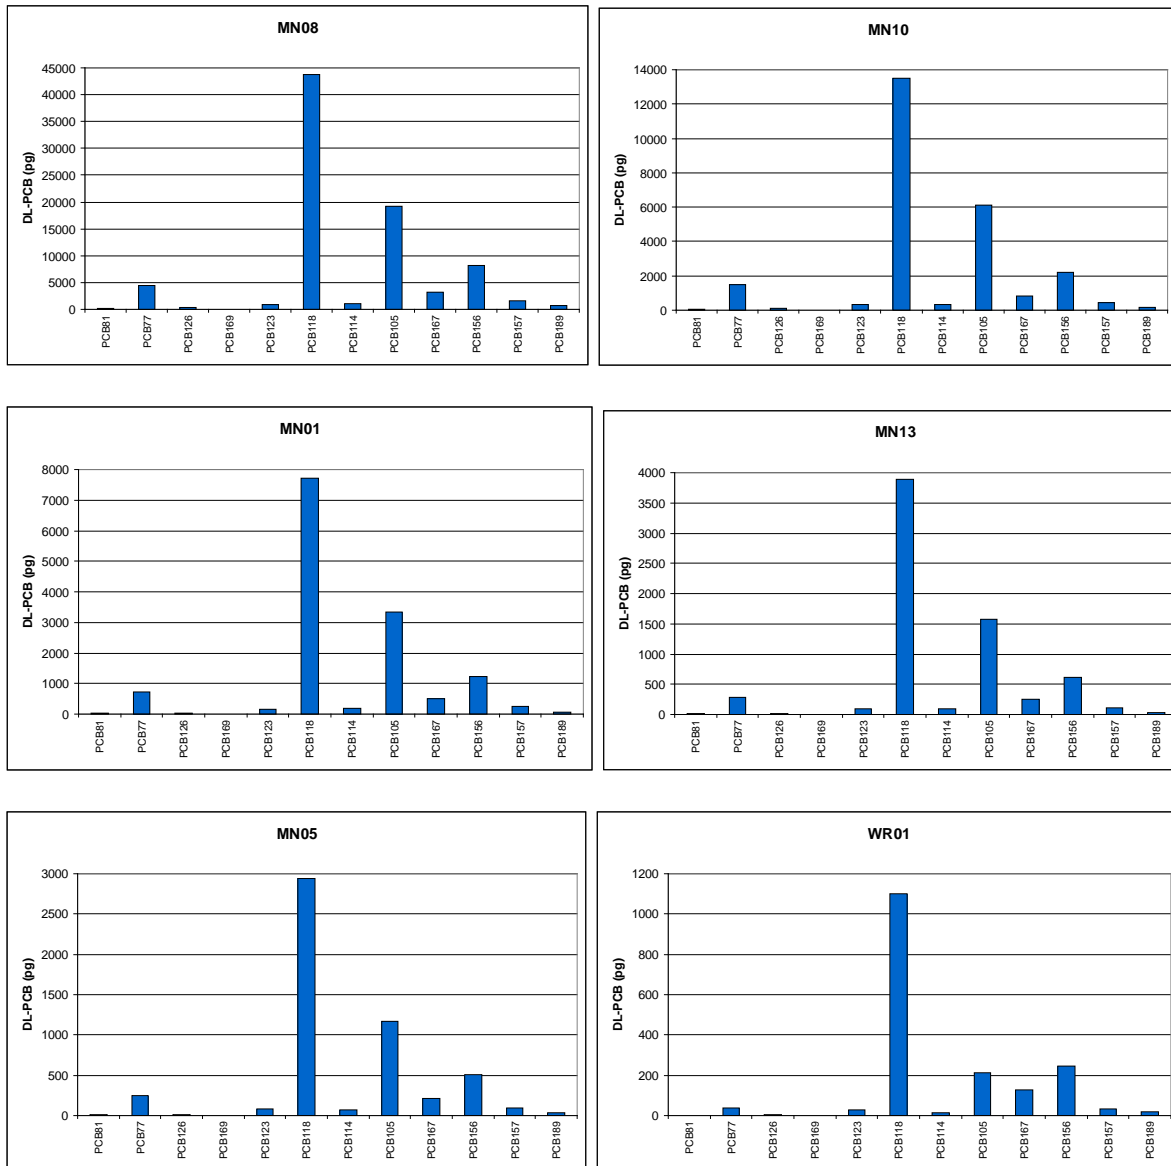 MN08
DL-PCB (pg)
45000
40000
35000
30000
25000
20000
15000
10000
5000
0
PCB81
PCB77
PCB126
PCB169
PCB123
PCB118
PCB114
PCB105
PCB167
PCB156
PCB157
PCB189
MN10
DL-PCB (pg)
14000
12000
10000
8000
6000
4000
2000
0
PCB81
PCB77
PCB126
PCB169
PCB123
PCB118
PCB114
PCB105
PCB167
PCB156
PCB157
PCB189
MN01
DL-PCB (pg)
8000
7000
6000
5000
4000
3000
2000
1000
0
PCB81
PCB77
PCB126
PCB169
PCB123
PCB118
PCB114
PCB105
PCB167
PCB156
PCB157
PCB189
MN13
DL-PCB (pg)
4000
3500
3000
2500
2000
1500
1000
500
0
PCB81
PCB77
PCB126
PCB169
PCB123
PCB118
PCB114
PCB105
PCB167
PCB156
PCB157
PCB189
MN05
DL-PCB (pg)
3000
2500
2000
1500
1000
500
0
PCB81
PCB77
PCB126
PCB169
PCB123
PCB118
PCB114
PCB105
PCB167
PCB156
PCB157
PCB189
WR01
DL-PCB (pg)
1200
1000
800
600
400
200
0
PCB81
PCB77
PCB126
PCB169
PCB123
PCB118
PCB114
PCB105
PCB167
PCB156
PCB157
PCB189